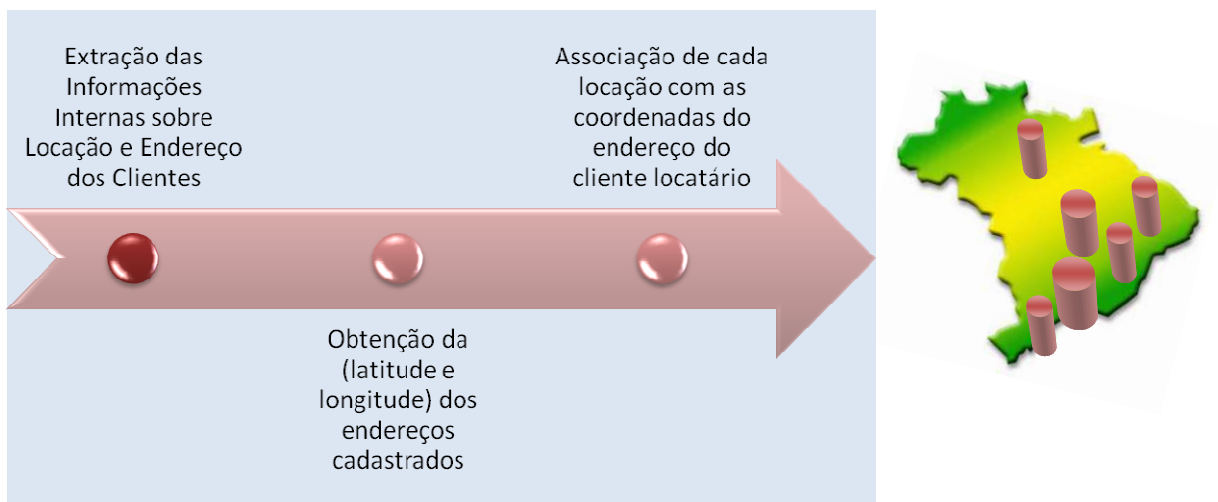 Extração das
Informações
Internas sobre
Locação e Endereço
dos Clientes
Obtenção da
(latitude e
longitude) dos
endereços
cadastrados
Associação de cada
locação com as
coordenadas do
endereço do
cliente locatário